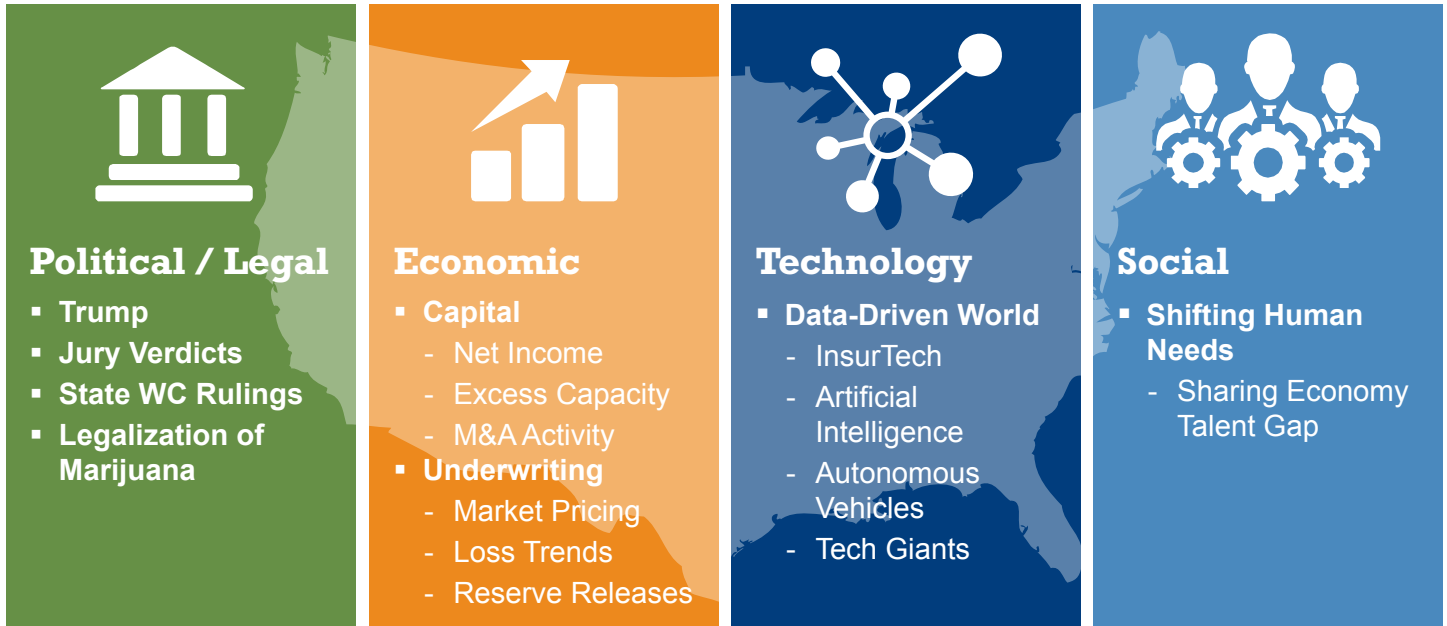 Political / Legal
▪ Trump
▪ Jury Verdicts
▪ State WC Rulings
▪ Legalization of
Marijuana
Economic
▪ Capital
- Net Income
- Excess Capacity
- M&A Activity
▪ Underwriting
- Market Pricing
- Loss Trends
- Reserve Releases
Technology
▪ Data-Driven World
- InsurTech
- Artificial
Intelligence
- Autonomous
Vehicles
- Tech Giants
Social
▪ Shifting Human
Needs
- Sharing Economy
Talent Gap